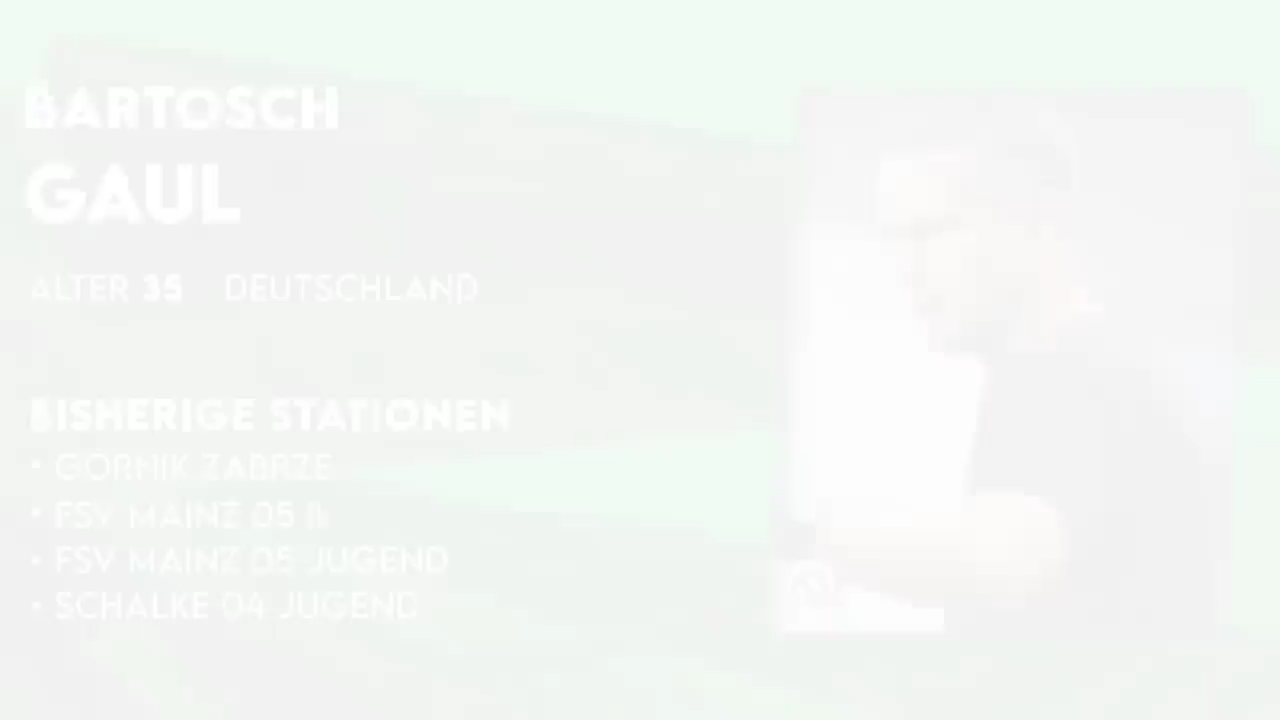 BARTOSCH
GAUL
ALTER 35 DEUTSCHLAND
BISHERIGE STATIONEN
• GORNIK ZABRZE
• FSV MAINZ 05 II
• FSV MAINZ 05 JUGEND
• SCHALKE 04 JUGEND